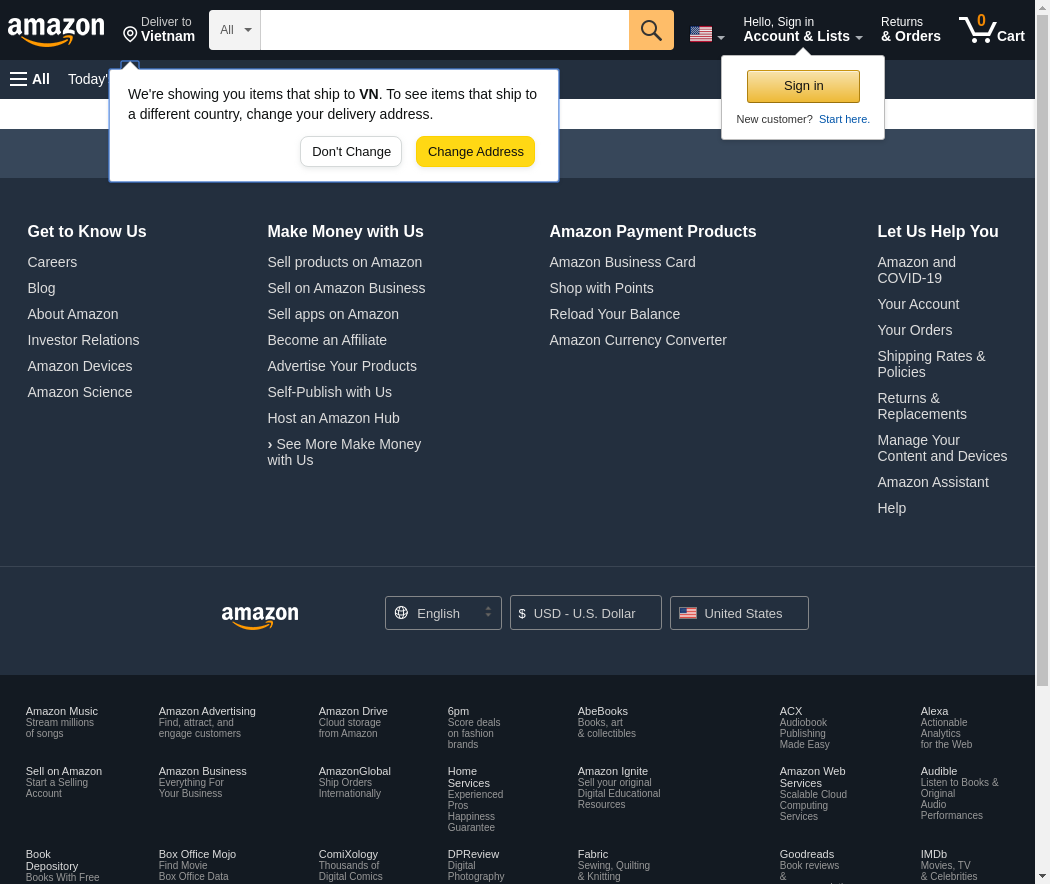 amazon
Deliver to
Vietnam
All
Hello, Sign in
Account & Lists
Returns
& Orders
0
Cart
All
Today'
We're showing you items that ship to VN. To see items that ship to
a different country, change your delivery address.
Don't Change
Change Address
Sign in
New customer? Start here.
Get to Know Us
Careers
Blog
About Amazon
Investor Relations
Amazon Devices
Amazon Science
Make Money with Us
Sell products on Amazon
Sell on Amazon Business
Sell apps on Amazon
Become an Affiliate
Advertise Your Products
Self-Publish with Us
Host an Amazon Hub
› See More Make Money
with Us
Amazon Payment Products
Amazon Business Card
Shop with Points
Reload Your Balance
Amazon Currency Converter
Let Us Help You
Amazon and
COVID-19
Your Account
Your Orders
Shipping Rates &
Policies
Returns &
Replacements
Manage Your
Content and Devices
Amazon Assistant
Help
amazon
English
$ USD - U.S. Dollar
United States
Amazon Music
Stream millions
of songs
Amazon Advertising
Find, attract, and
engage customers
Amazon Drive
Cloud storage
from Amazon
6pm
Score deals
on fashion
brands
AbeBooks
Books, art
& collectibles
ACX
Audiobook
Publishing
Made Easy
Alexa
Actionable
Analytics
for the Web
Sell on Amazon
Start a Selling
Account
Amazon Business
Everything For
Your Business
AmazonGlobal
Ship Orders
Internationally
Home
Services
Experienced
Pros
Happiness
Guarantee
Amazon Ignite
Sell your original
Digital Educational
Resources
Amazon Web
Services
Scalable Cloud
Computing
Services
Audible
Listen to Books &
Original
Audio
Performances
Book
Depository
Books With Free
Box Office Mojo
Find Movie
Box Office Data
ComiXology
Thousands of
Digital Comics
DPReview
Digital
Photography
Fabric
Sewing, Quilting
& Knitting
Goodreads
Book reviews
&
IMDb
Movies, TV
& Celebrities